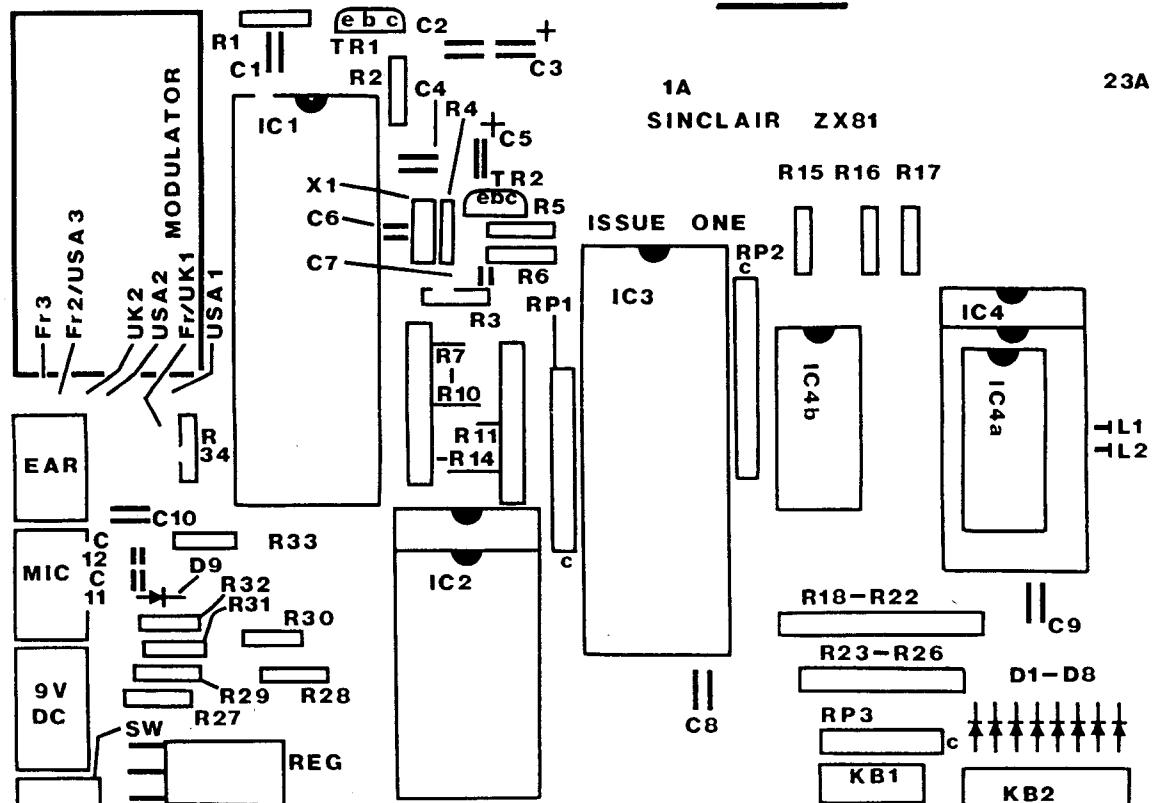 R1
e b c
TR1
C1
C2
+
C3
R2
C4
R4
+
C5
IC1
1A
23A
SINCLAIR ZX81
MODULATOR
X1
TR2
ebc
R5
C6
R15 R16 R17
ISSUE ONE
C7
R6
RP2
c
Fr3
Fr2/USA3
UK2
USA2
Fr/UK1
USA1
R3
RP1
IC3
IC4
R7
R10
IC4b
IC4a
R11
-R14
L1
L2
EAR
R
34
C10
C
12
R33
c
MIC
C
11
D9
R32
R31
IC2
R30
R18-R22
C9
R23-R26
9V
DC
R29
R28
D1-D8
R27
C8
SW
RP3
c
REG
KB1
KB2